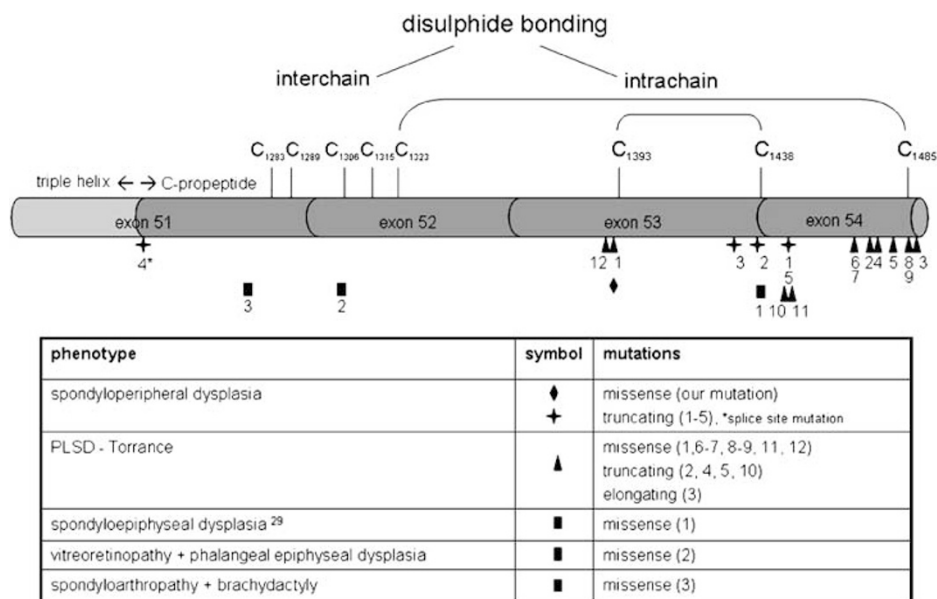 disulphide bonding
interchain intrachain
C1283 C1289 C1306 C1315 C1323 C1393 C1438 C1485
triple helix ↔ C-propeptide
exon 51 exon 52 exon 53 exon 54
4* 12 1 3 2 1 6 24 5 8 3
5 7 9
3 2 1 10 11
phenotype symbol mutations
spondyloperipheral dysplasia missense (our mutation)
truncating (1-5), *splice site mutation
PLSD - Torrance missense (1,6-7, 8-9, 11, 12)
truncating (2, 4, 5, 10)
elongating (3)
spondyloepiphyseal dysplasia 29 missense (1)
vitreoretinopathy + phalangeal epiphyseal dysplasia missense (2)
spondyloarthropathy + brachydactyly missense (3)